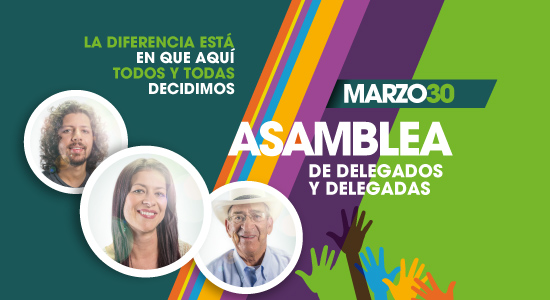 LA DIFERENCIA ESTÁ
EN QUE AQUÍ
TODOS Y TODAS
DECIDIMOS
MARZO30
ASAMBLEA
DE DELEGADOS
Y DELEGADAS